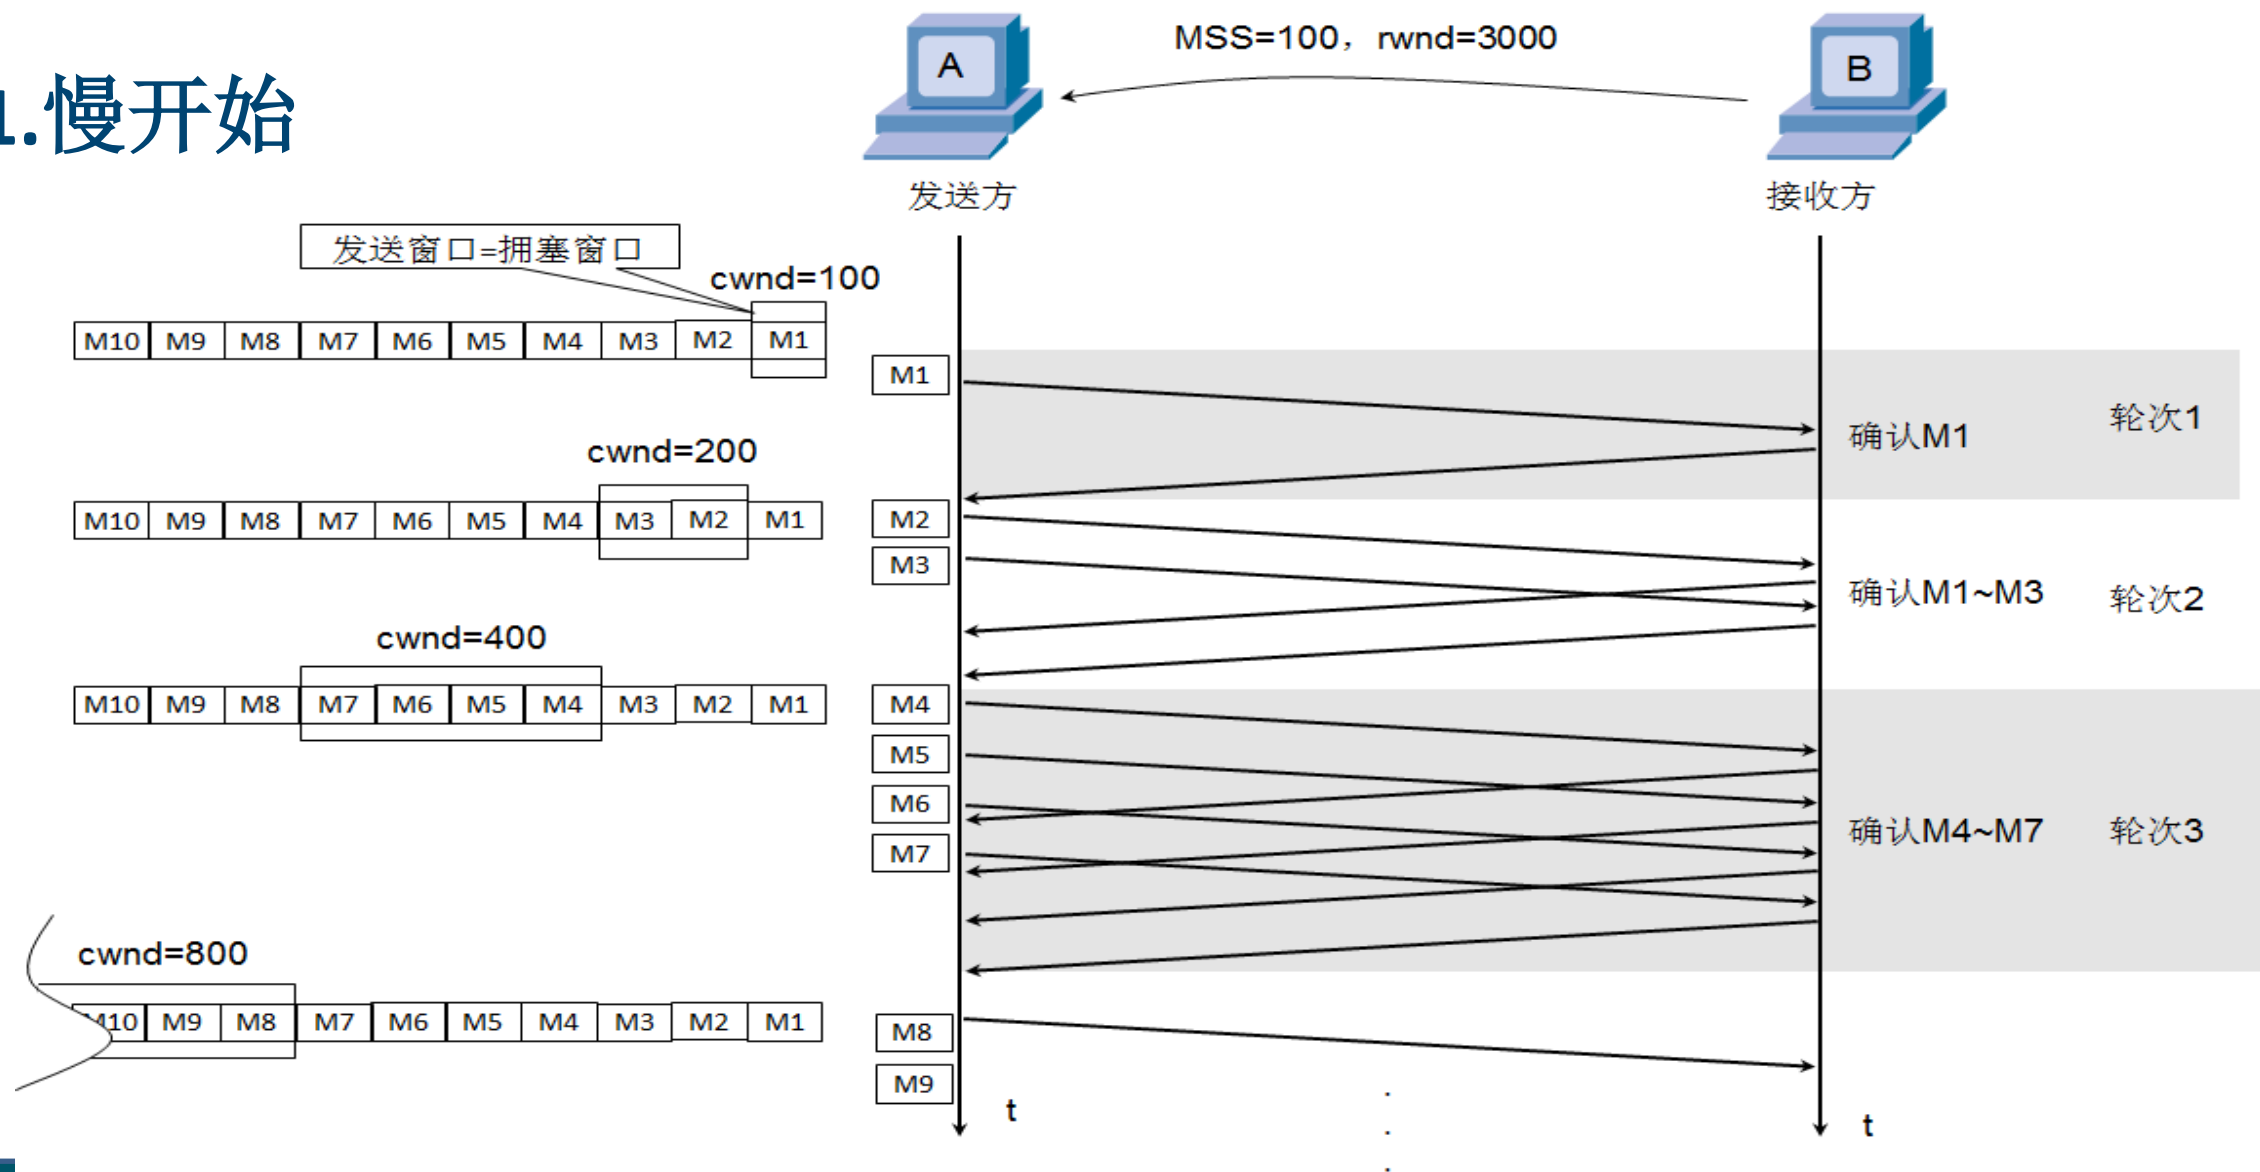 1.慢开始
A
MSS=100，rwnd=3000
B
发送方
接收方
发送窗口=拥塞窗口
cwnd=100
M10 M9 M8 M7 M6 M5 M4 M3 M2 M1
M1
确认M1
轮次1
cwnd=200
M10 M9 M8 M7 M6 M5 M4 M3 M2 M1
M2
M3
确认M1~M3
轮次2
cwnd=400
M10 M9 M8 M7 M6 M5 M4 M3 M2 M1
M4
M5
M6
M7
确认M4~M7
轮次3
cwnd=800
M10 M9 M8 M7 M6 M5 M4 M3 M2 M1
M8
M9
t
t